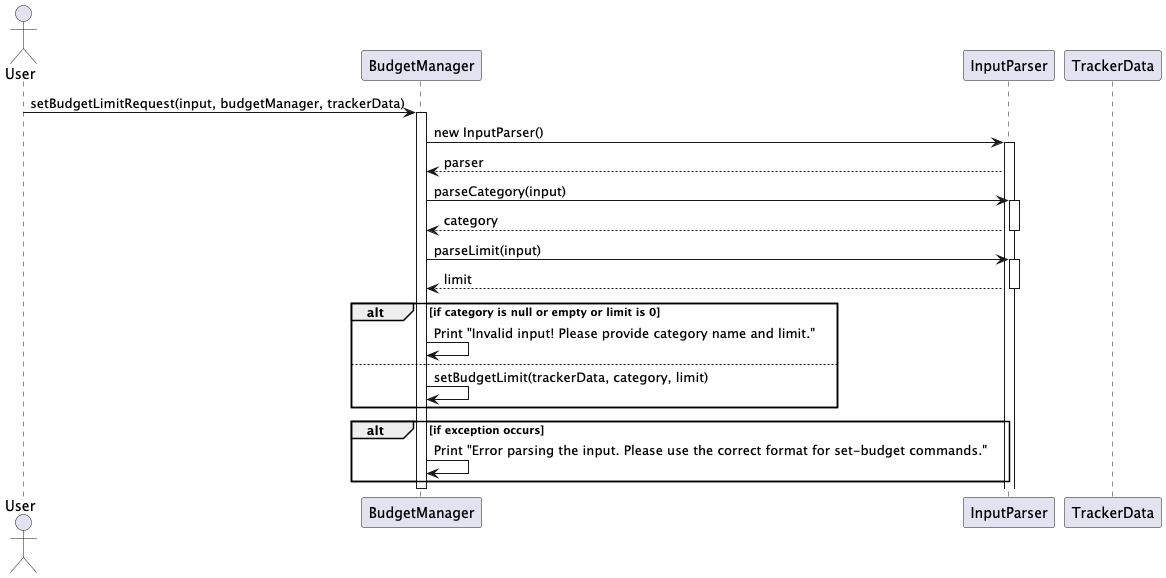 User
BudgetManager
InputParser
TrackerData
setBudgetLimitRequest(input, budgetManager, trackerData)
new InputParser()
parser
parseCategory(input)
category
parseLimit(input)
limit
alt
[if category is null or empty or limit is 0]
Print "Invalid input! Please provide category name and limit."
setBudgetLimit(trackerData, category, limit)
alt
[if exception occurs]
Print "Error parsing the input. Please use the correct format for set-budget commands."
User
BudgetManager
InputParser
TrackerData